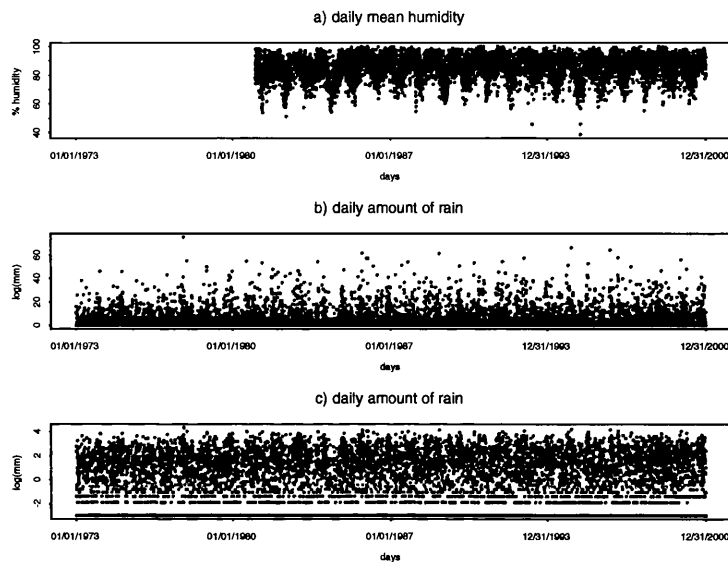 a) daily mean humidity
100
80
60
40
% humidity
01/01/1973 01/01/1980 01/01/1987 12/31/1993 12/31/2000
days
b) daily amount of rain
60
40
20
0
log(mm)
01/01/1973 01/01/1980 01/01/1987 12/31/1993 12/31/2000
days
c) daily amount of rain
4
2
0
-2
log(mm)
01/01/1973 01/01/1980 01/01/1987 12/31/1993 12/31/2000
days